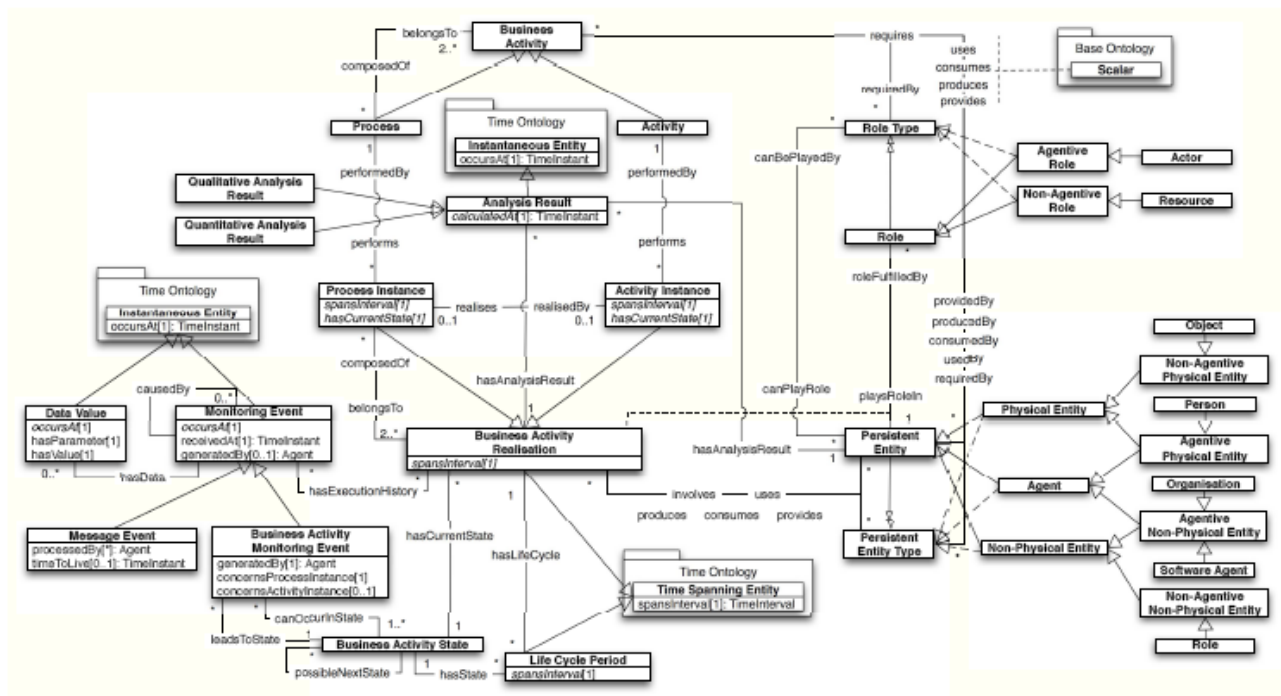 Business
Activity
belongsTo
2..*
*
composedOf
requires
uses
consumes
produces
provides
Base Ontology
Scalar
requiredBy
*
*
Process
Time Ontology
Instantaneous Entity
occursAt[1]: TimeInstant
Activity
*
Role Type
1
1
performedBy
performedBy
canBePlayedBy
Agentive
Role
Actor
Qualitative Analysis
Result
Non-Agentive
Role
Resource
Analysis Result
calculatedAt[1]: TimeInstant
*
*
Quantitative Analysis
Result
performs
performs
Role
*
*
*
roleFulfilledBy
Time Ontology
Instantaneous Entity
occursAt[1]: TimeInstant
Process Instance
spansInterval[1]
hasCurrentState[1]
realises
realisedBy
0..1
0..1
Activity Instance
spansInterval[1]
hasCurrentState[1]
providedBy
producedBy
consumedBy
usedBy
requiredBy
Object
Non-Agentive
Physical Entity
composedOf
hasAnalysisResult
causedBy
0..*
canPlayRole
playsRoleIn
Person
Data Value
occursAt[1]
hasParameter[1]
hasValue[1]
0..*
hasData
Monitoring Event
occursAt[1]
receivedAt[1]: TimeInstant
generatedBy[0..1]: Agent
belongsTo
2..*
1
1
Physical Entity
*
Business Activity
Realisation
spansInterval[1]
hasAnalysisResult
*
1
Persistent
Entity
Agentive
Physical Entity
*
hasExecutionHistory
*
*
1
*
Agent
Organisation
involves
uses
produces
consumes
provides
*
Agentive
Non-Physical Entity
Message Event
processedBy[*]: Agent
timeToLive[0..1]: TimeInstant
Business Activity
Monitoring Event
generatedBy[1]: Agent
concernsProcessInstance[1]
concernsActivityInstance[0..1]
hasCurrentState
hasLifeCycle
Persistent
Entity Type
*
Non-Physical Entity
Software Agent
Time Ontology
Time Spanning Entity
spansInterval[1]: TimeInterval
Non-Agentive
Non-Physical Entity
*
*
canOccurInState
1..*
leadsToState
1
1
*
Business Activity State
Role
*
possibleNextState
1
hasState
*
Life Cycle Period
spansInterval[1]